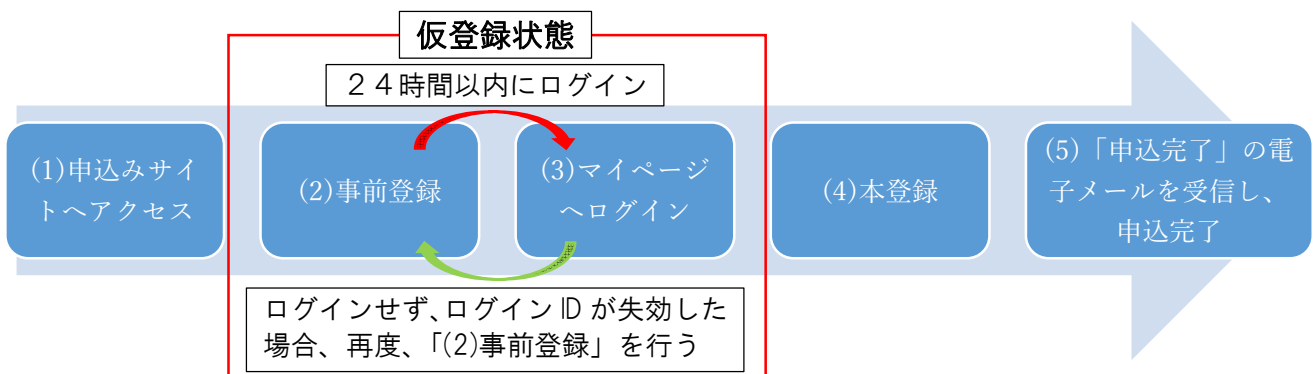 仮登録状態
２４時間以内にログイン
(1)申込みサイ
トへアクセス
(2)事前登録
(3)マイページ
へログイン
(4)本登録
(5)「申込完了」の電
子メールを受信し、
申込完了
ログインせず、ログイン ID が失効した
場合、再度、「(2)事前登録」を行う